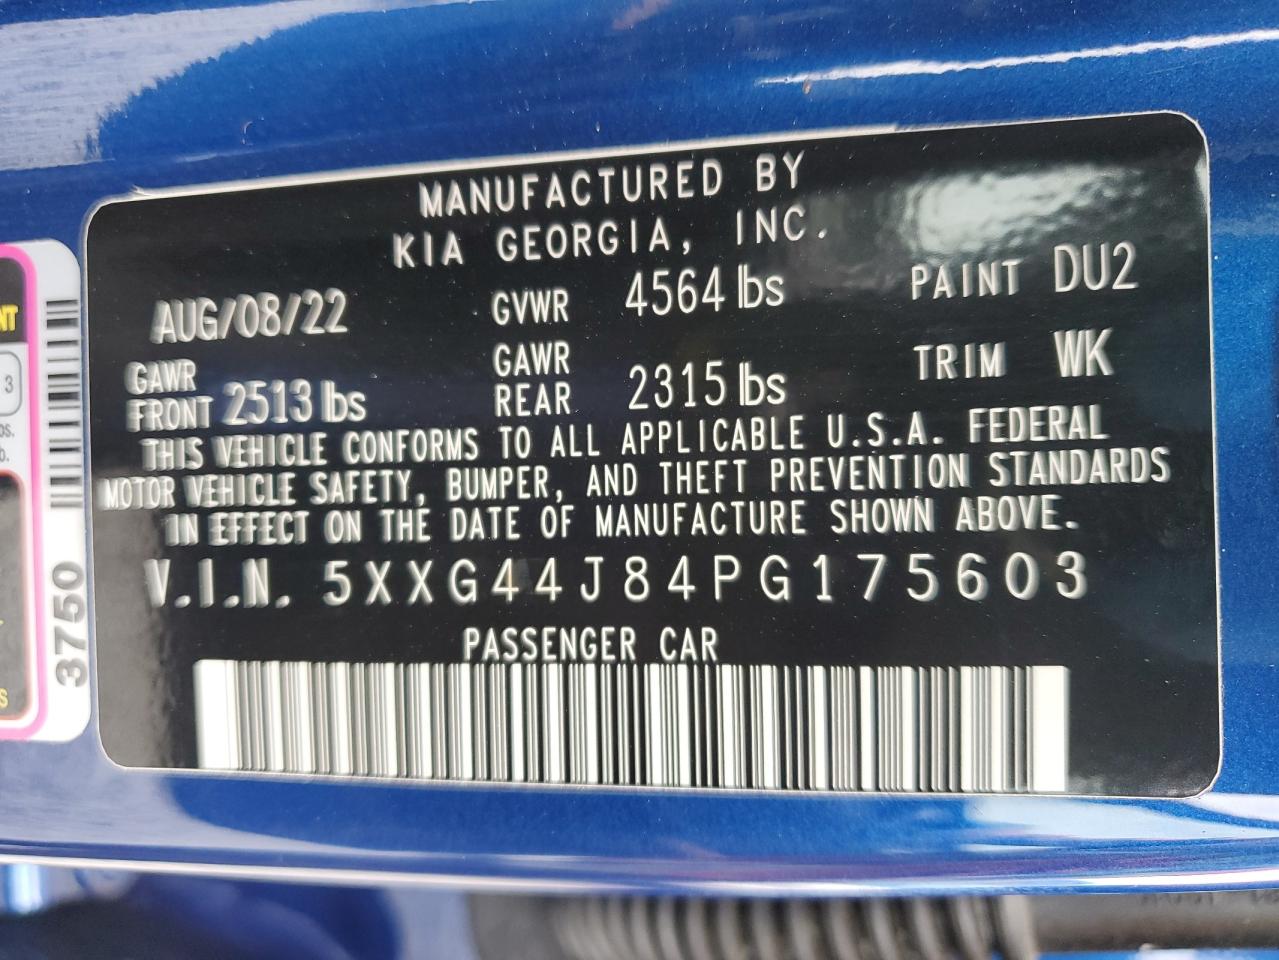 MANUFACTURED BY
KIA GEORGIA, INC.
AUG/08/22 GVWR 4564 lbs PAINT DU2
GAWR FRONT 2513 lbs GAWR REAR 2315 lbs TRIM WK
THIS VEHICLE CONFORMS TO ALL APPLICABLE U.S.A. FEDERAL
MOTOR VEHICLE SAFETY, BUMPER, AND THEFT PREVENTION STANDARDS
IN EFFECT ON THE DATE OF MANUFACTURE SHOWN ABOVE.
V.I.N. 5XXG44J84PG175603
PASSENGER CAR
3750
3